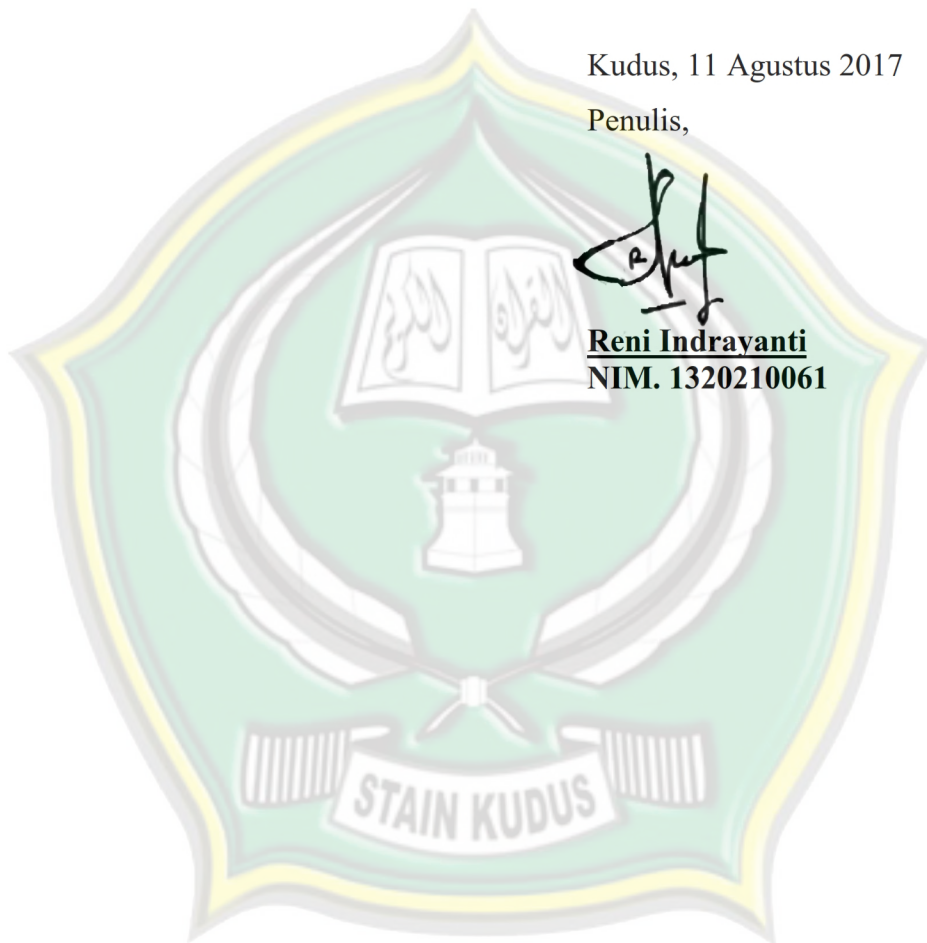 Kudus, 11 Agustus 2017
Penulis,
Reni Indrayanti
NIM. 1320210061
STAIN KUDUS